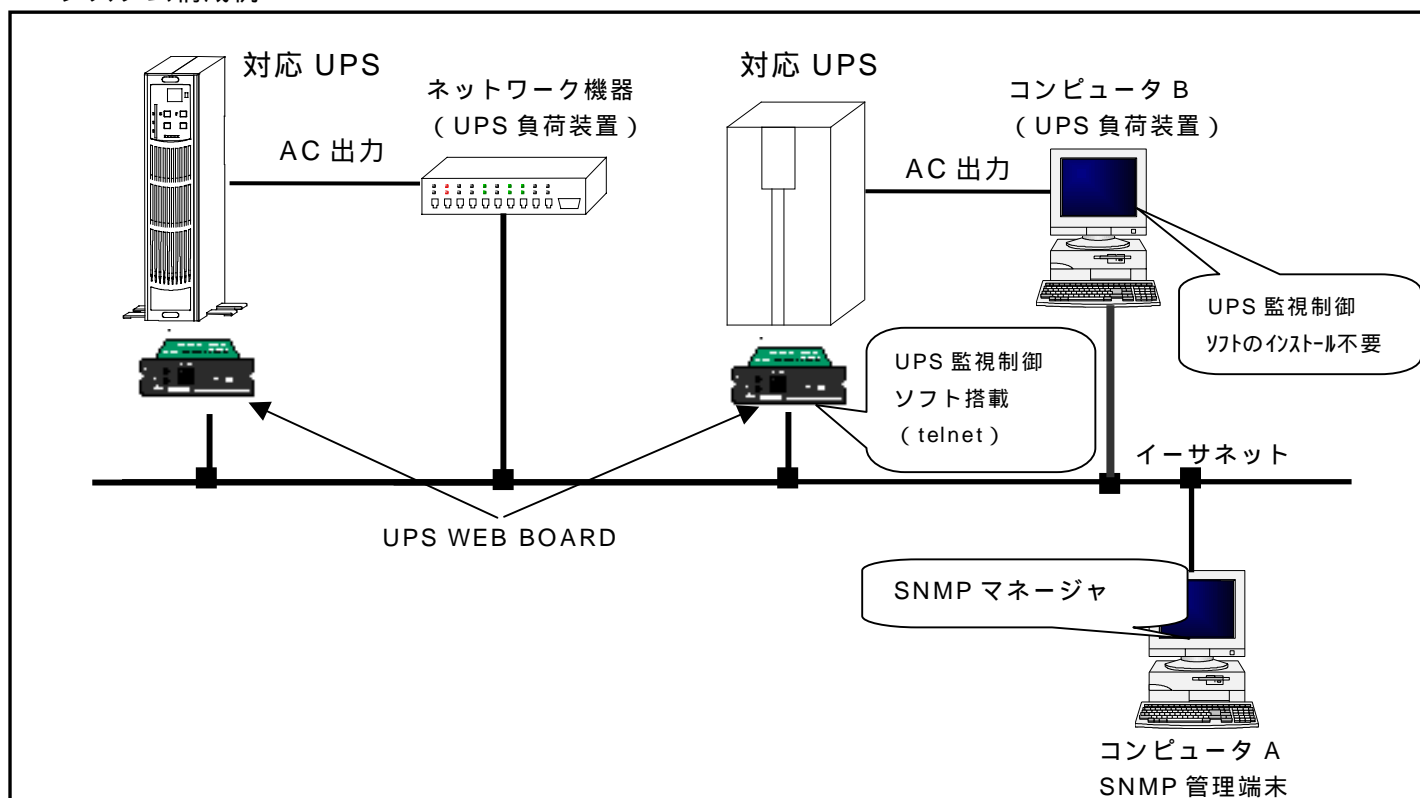 対応 UPS
ネットワーク機器
（UPS 負荷装置）
AC 出力
対応 UPS
コンピュータ B
（UPS 負荷装置）
AC 出力
UPS 監視制御
ソフトのインストール不要
UPS 監視制御
ソフト搭載
（telnet）
イーサネット
UPS WEB BOARD
SNMP マネージャ
コンピュータ A
SNMP 管理端末